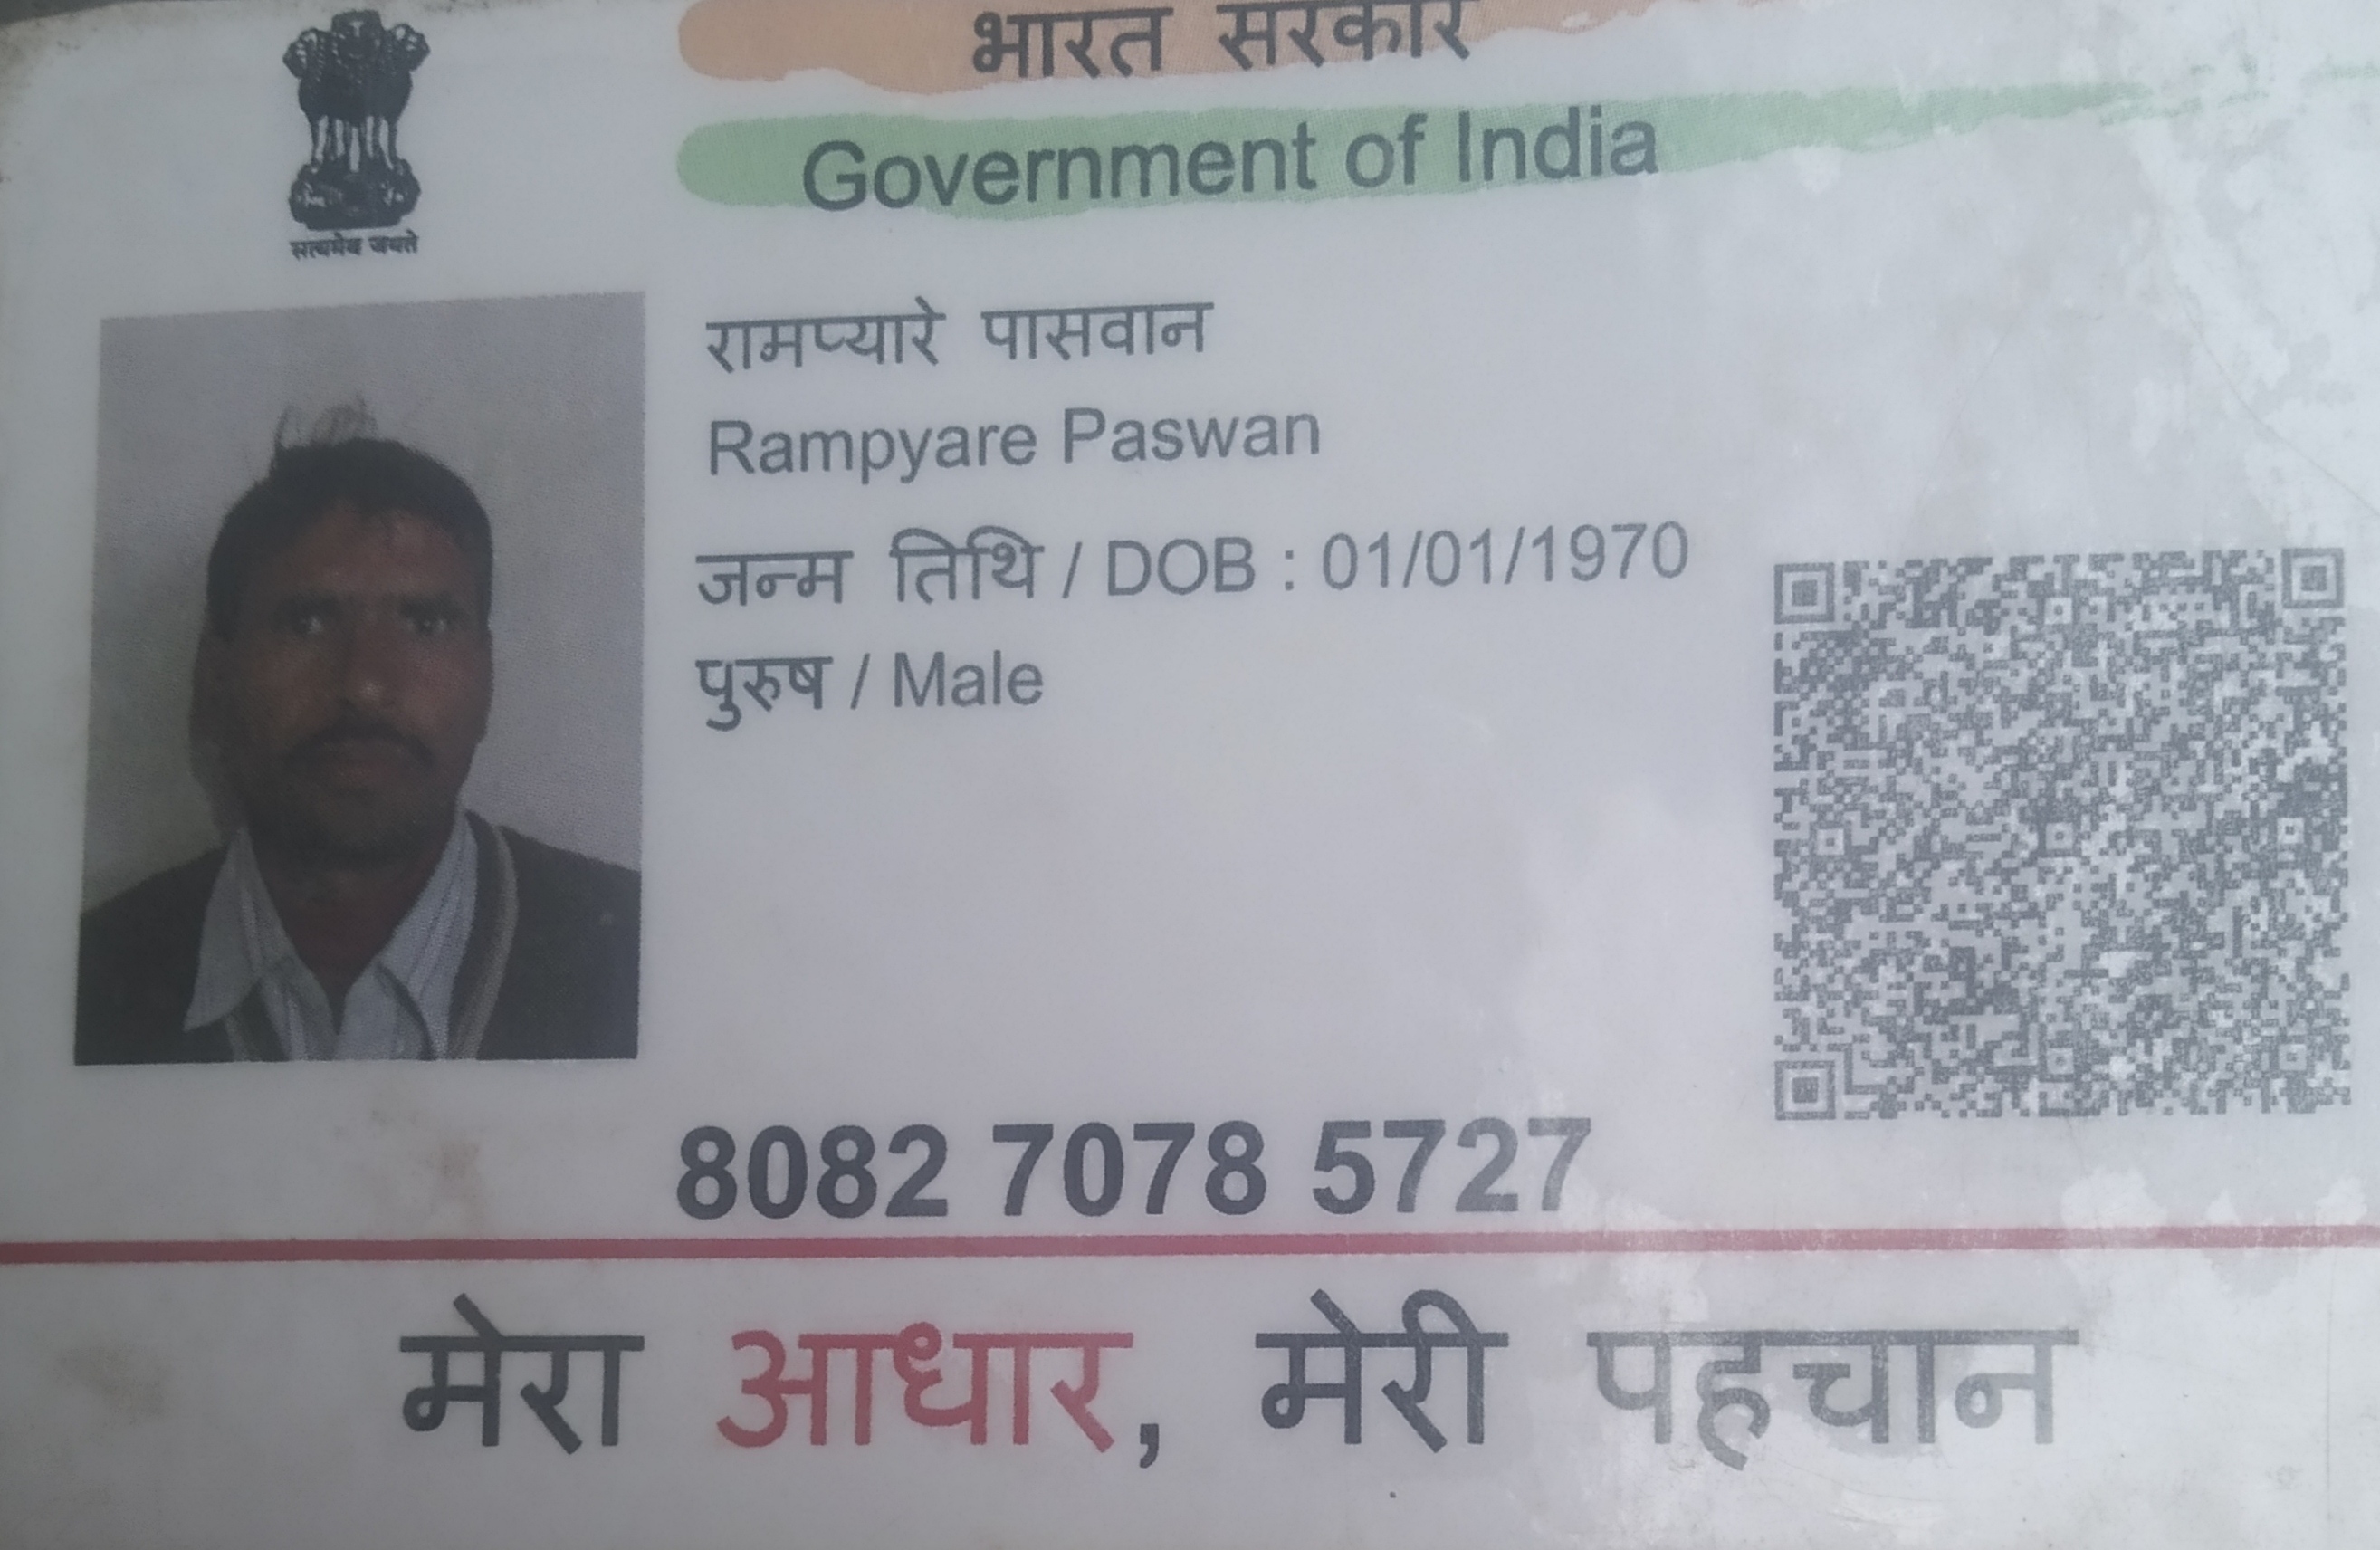 भारत सरकार
Government of India
सत्यमेव जयते
रामप्यारे पासवान
Rampyare Paswan
जन्म तिथि / DOB : 01/01/1970
पुरुष / Male
8082 7078 5727
मेरा आधार, मेरी पहचान